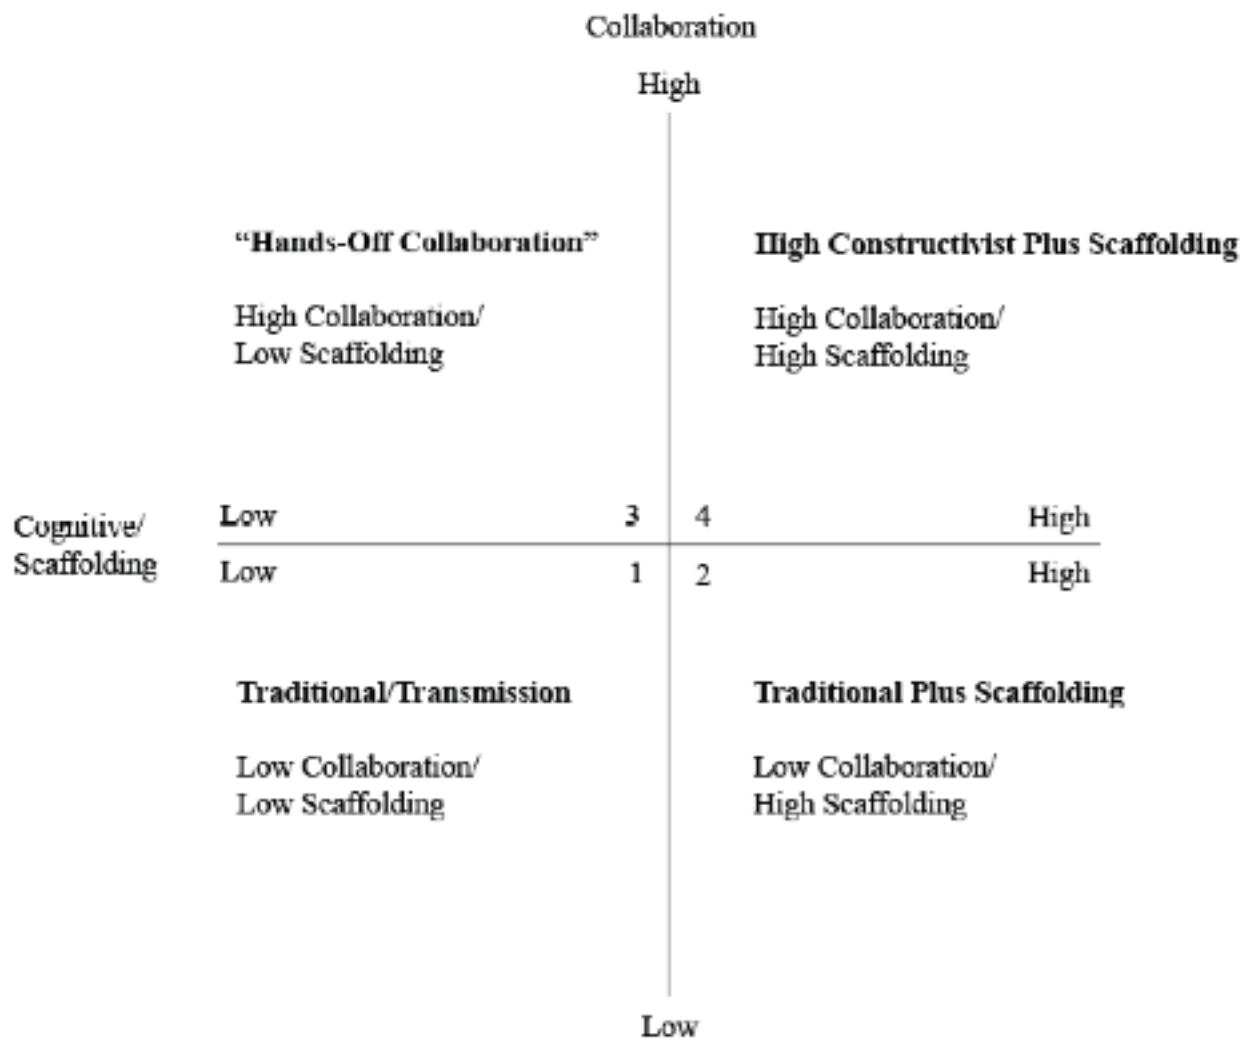 Collaboration
High
“Hands-Off Collaboration”
High Collaboration/
Low Scaffolding
High Constructivist Plus Scaffolding
High Collaboration/
High Scaffolding
Cognitive/
Scaffolding
Low 3 4 High
Low 1 2 High
Traditional/Transmission
Low Collaboration/
Low Scaffolding
Traditional Plus Scaffolding
Low Collaboration/
High Scaffolding
Low